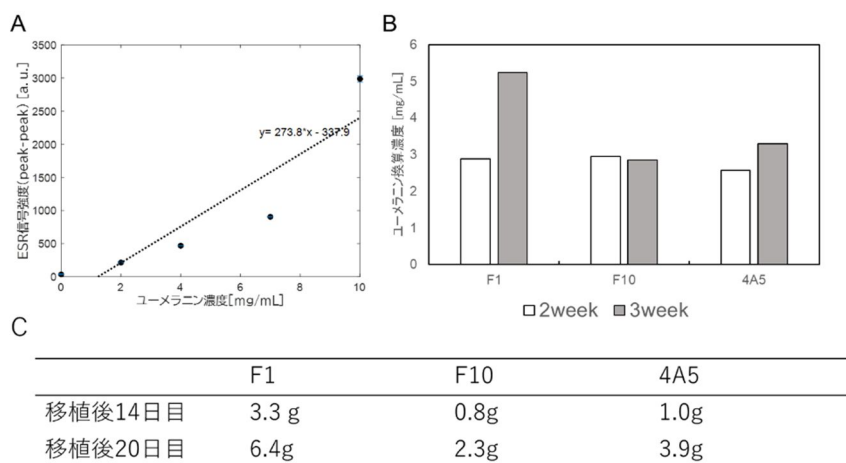 A
ESR信号強度(peak-peak) [a.u.]
3500
3000
2500
2000
1500
1000
500
0
y= 273.8*x - 337.9
0 2 4 6 8 10
ユーメラニン濃度[mg/mL]
B
ユーメラニン換算濃度[mg/mL]
6
5
4
3
2
1
0
F1 F10 4A5
2week 3week
C
F1 F10 4A5
移植後14日目 3.3 g 0.8g 1.0g
移植後20日目 6.4g 2.3g 3.9g